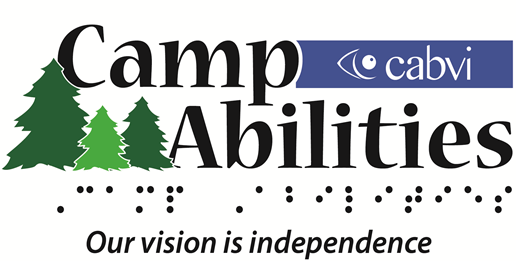 Camp cabvi
Abilities
⠠⠉⠁⠍⠏ ⠠⠁⠃⠊⠇⠊⠞⠊⠑⠎
Our vision is independence